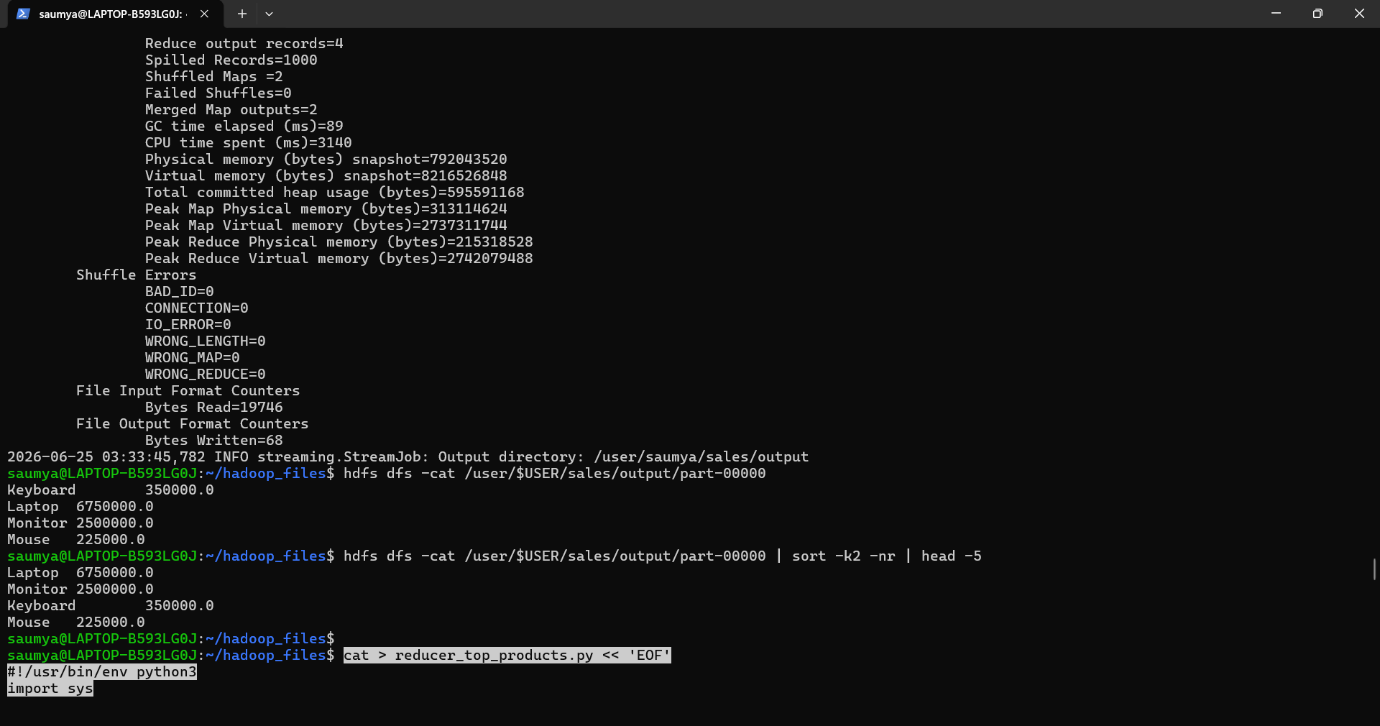 saumya@LAPTOP-B593LG0J: ·
Reduce output records=4
Spilled Records=1000
Shuffled Maps =2
Failed Shuffles=0
Merged Map outputs=2
GC time elapsed (ms)=89
CPU time spent (ms)=3140
Physical memory (bytes) snapshot=792043520
Virtual memory (bytes) snapshot=8216526848
Total committed heap usage (bytes)=595591168
Peak Map Physical memory (bytes)=313114624
Peak Map Virtual memory (bytes)=2737311744
Peak Reduce Physical memory (bytes)=215318528
Peak Reduce Virtual memory (bytes)=2742079488
Shuffle Errors
BAD_ID=0
CONNECTION=0
IO_ERROR=0
WRONG_LENGTH=0
WRONG_MAP=0
WRONG_REDUCE=0
File Input Format Counters
Bytes Read=19746
File Output Format Counters
Bytes Written=68
2026-06-25 03:33:45,782 INFO streaming.StreamJob: Output directory: /user/saumya/sales/output
saumya@LAPTOP-B593LG0J:~/hadoop_files$ hdfs dfs -cat /user/$USER/sales/output/part-00000
Keyboard        350000.0
Laptop  6750000.0
Monitor 2500000.0
Mouse   225000.0
saumya@LAPTOP-B593LG0J:~/hadoop_files$ hdfs dfs -cat /user/$USER/sales/output/part-00000 | sort -k2 -nr | head -5
Laptop  6750000.0
Monitor 2500000.0
Keyboard        350000.0
Mouse   225000.0
saumya@LAPTOP-B593LG0J:~/hadoop_files$
saumya@LAPTOP-B593LG0J:~/hadoop_files$ cat > reducer_top_products.py << 'EOF'
#!/usr/bin/env python3
import sys